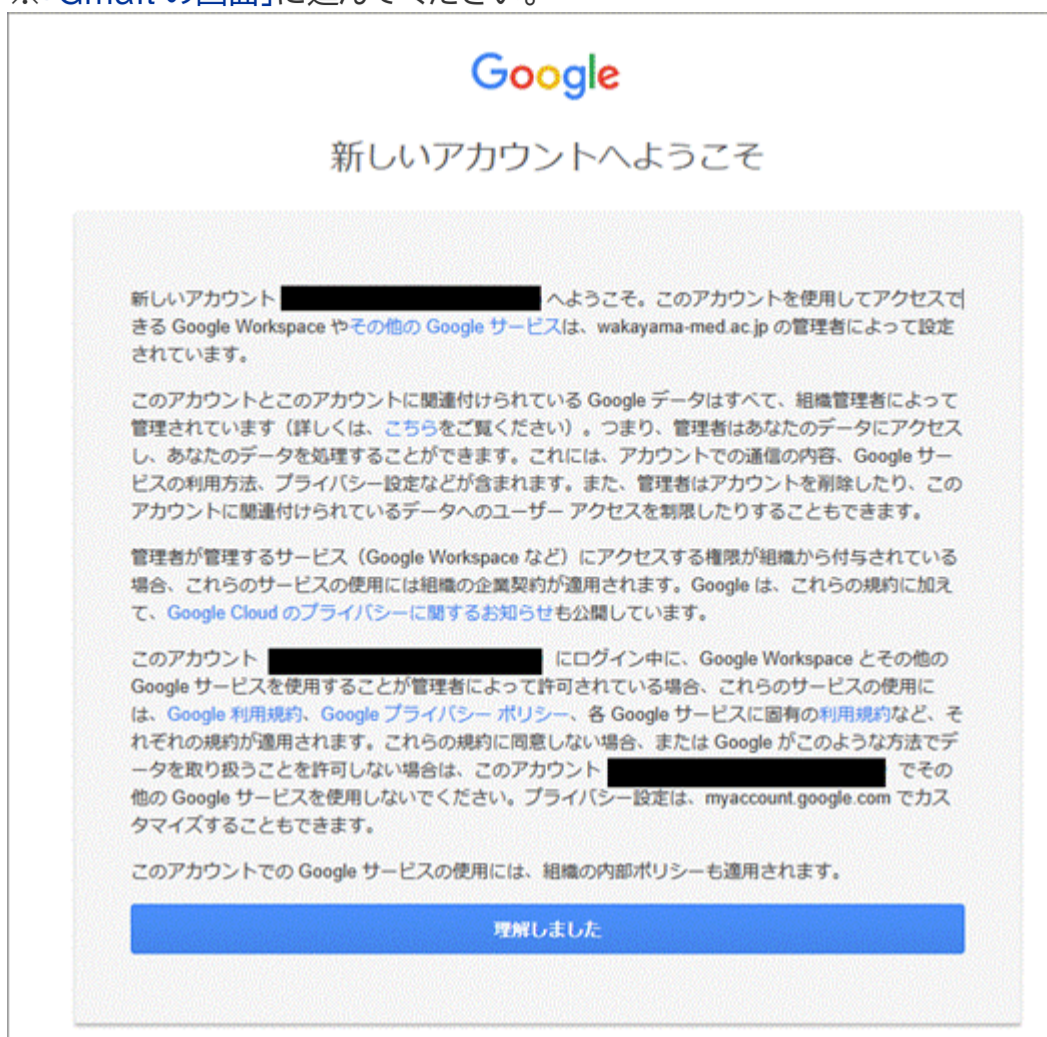 ※「Gmail の画面」に進んでください。
Google
新しいアカウントへようこそ
新しいアカウント へようこそ。このアカウントを使用してアクセスで
きる Google Workspace やその他の Google サービスは、wakayama-med.ac.jp の管理者によって設定
されています。
このアカウントとこのアカウントに関連付けられている Google データはすべて、組織管理者によって
管理されています（詳しくは、こちらをご覧ください）。つまり、管理者はあなたのデータにアクセス
し、あなたのデータを処理することができます。これには、アカウントでの通信の内容、Google サー
ビスの利用方法、プライバシー設定などが含まれます。また、管理者はアカウントを削除したり、この
アカウントに関連付けられているデータへのユーザー アクセスを制限したりすることもできます。
管理者が管理するサービス（Google Workspace など）にアクセスする権限が組織から付与されている
場合、これらのサービスの使用には組織の企業契約が適用されます。Google は、これらの規約に加え
て、Google Cloud のプライバシーに関するお知らせも公開しています。
このアカウント にログイン中に、Google Workspace とその他の
Google サービスを使用することが管理者によって許可されている場合、これらのサービスの使用に
は、Google 利用規約、Google プライバシー ポリシー、各 Google サービスに固有の利用規約など、そ
れぞれの規約が適用されます。これらの規約に同意しない場合、または Google がこのような方法でデ
ータを取り扱うことを許可しない場合は、このアカウント でその
他の Google サービスを使用しないでください。プライバシー設定は、myaccount.google.com でカス
タマイズすることもできます。
このアカウントでの Google サービスの使用には、組織の内部ポリシーも適用されます。
理解しました